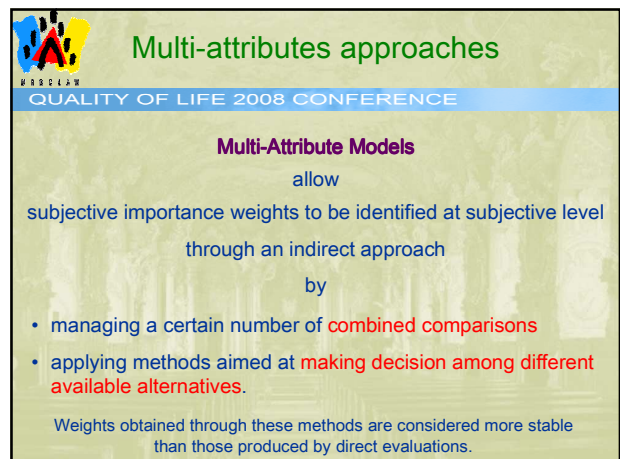 Multi-attributes approaches
WROCŁAW
QUALITY OF LIFE 2008 CONFERENCE
Multi-Attribute Models
allow
subjective importance weights to be identified at subjective level
through an indirect approach
by
• managing a certain number of combined comparisons
• applying methods aimed at making decision among different
available alternatives.
Weights obtained through these methods are considered more stable
than those produced by direct evaluations.